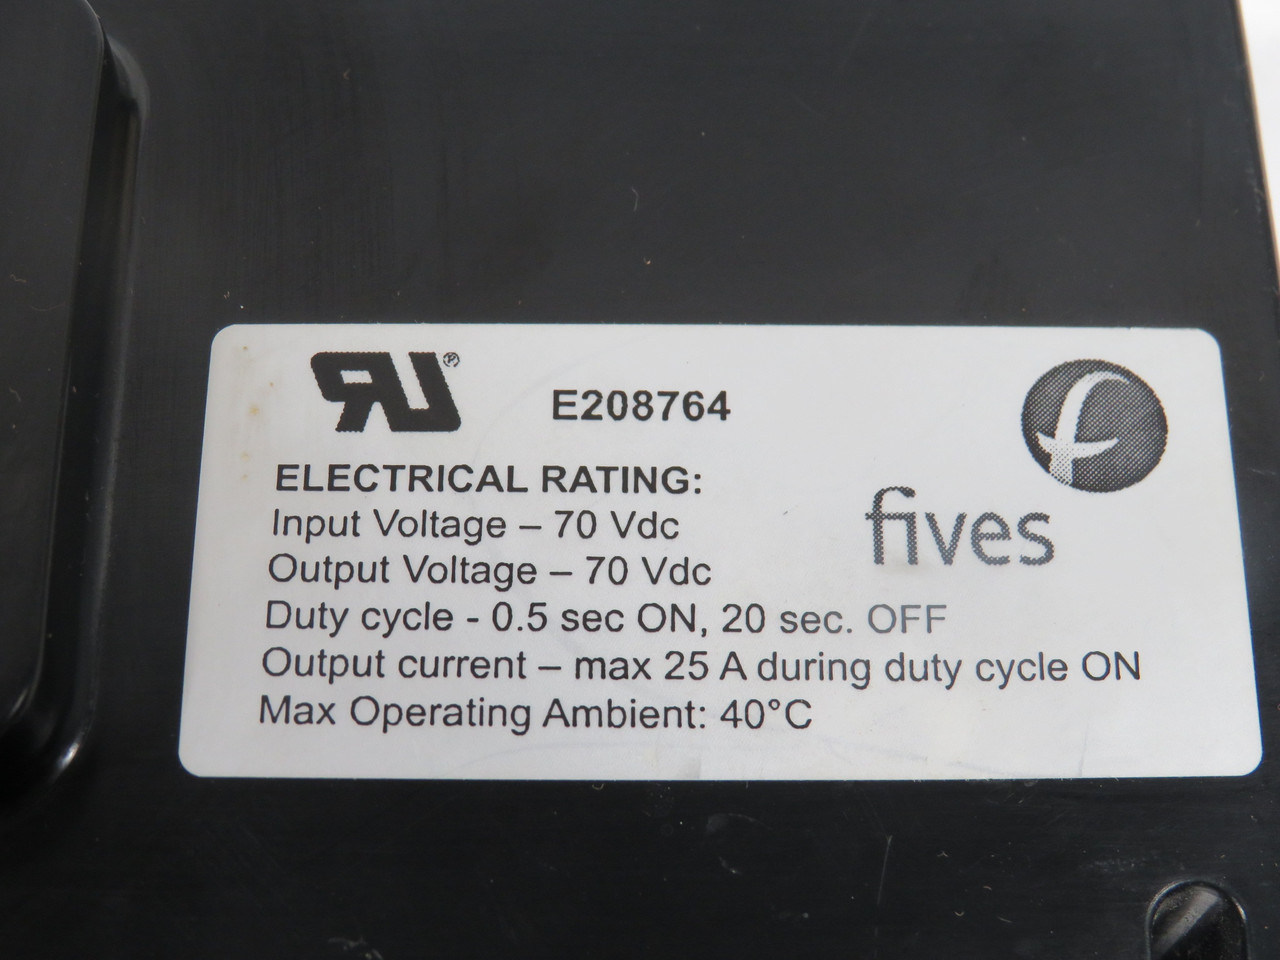 RU® E208764
ELECTRICAL RATING:
Input Voltage – 70 Vdc
fives
Output Voltage – 70 Vdc
Duty cycle - 0.5 sec ON, 20 sec. OFF
Output current – max 25 A during duty cycle ON
Max Operating Ambient: 40°C